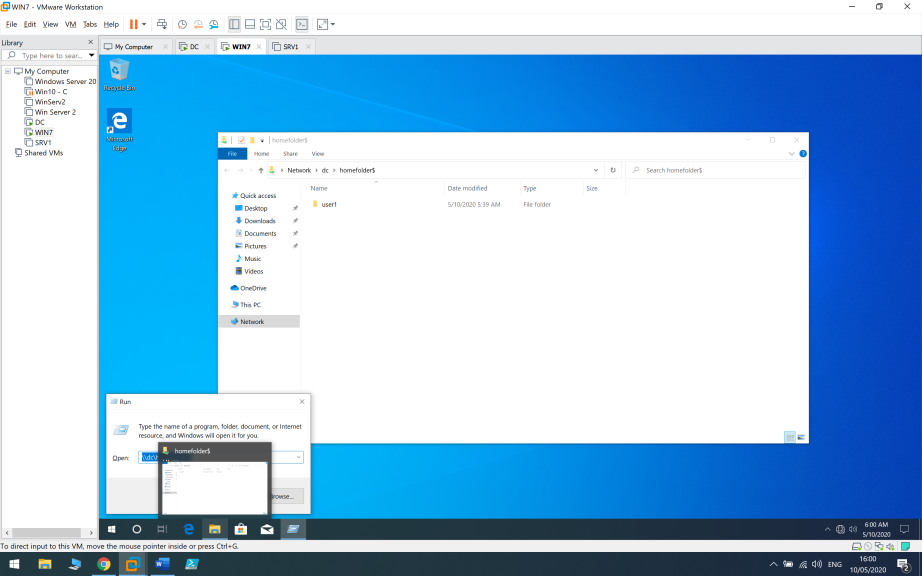 WIN7 - VMware Workstation
File Edit View VM Tabs Help
Library
Type here to sear...
My Computer
Windows Server 20
Win10 - C
WinServ2
Win Server 2
DC
WIN7
SRV1
Shared VMs
My Computer DC WIN7 SRV1
Recycle Bin
Microsoft
Edge
homefolder$
File Home Share View
Network dc homefolder$
Search homefolder$
Name Date modified Type Size
user1 5/10/2020 5:39 AM File folder
Quick access
Desktop
Downloads
Documents
Pictures
Music
Videos
OneDrive
This PC
Network
Run
Type the name of a program, folder, document, or Internet
resource, and Windows will open it for you.
Open:
homefolder$
6:00 AM
5/10/2020
To direct input to this VM, move the mouse pointer inside or press Ctrl+G.
ENG
16:00
10/05/2020
2